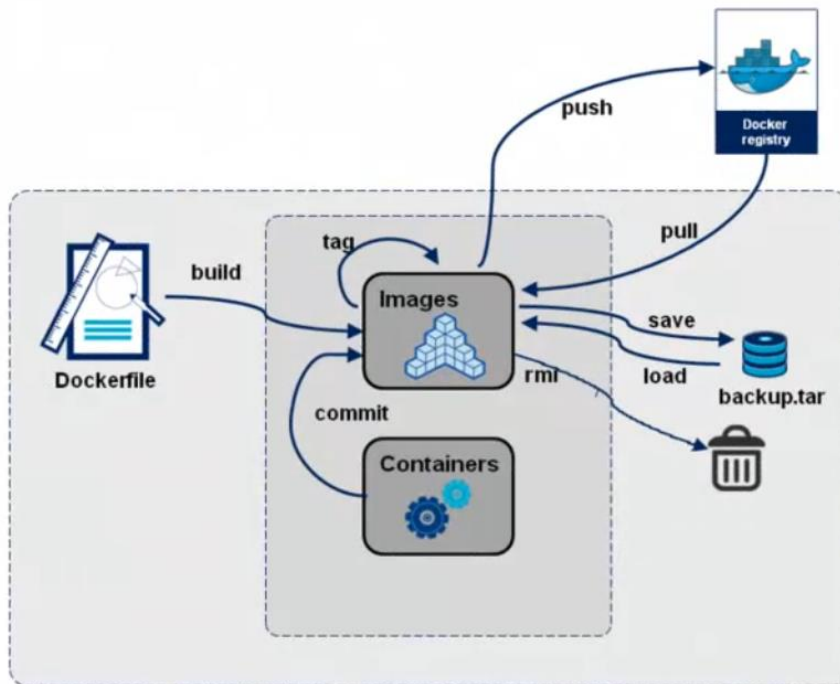 push
Docker
registry
pull
tag
build
Images
save
Dockerfile
rmi
load
backup.tar
commit
Containers